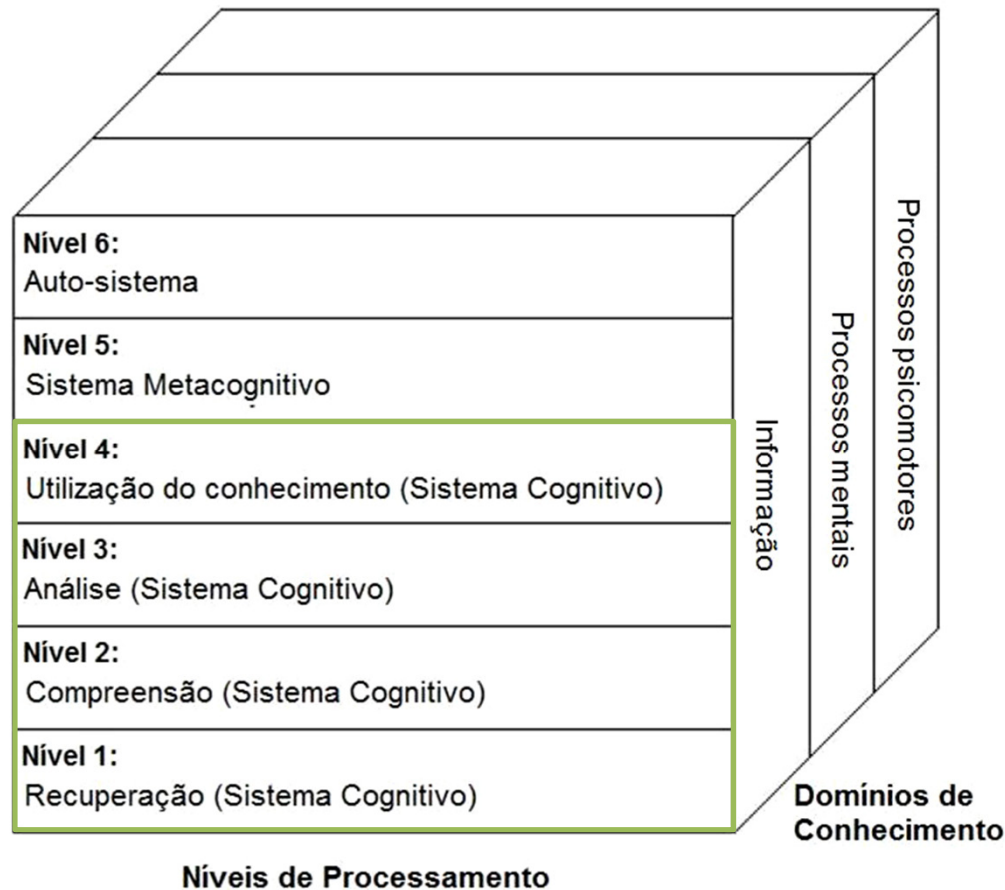 Nível 6:
Auto-sistema
Nível 5:
Sistema Metacognitivo
Nível 4:
Utilização do conhecimento (Sistema Cognitivo)
Nível 3:
Análise (Sistema Cognitivo)
Nível 2:
Compreensão (Sistema Cognitivo)
Nível 1:
Recuperação (Sistema Cognitivo)
Informação
Processos mentais
Processos psicomotores
Domínios de
Conhecimento
Níveis de Processamento